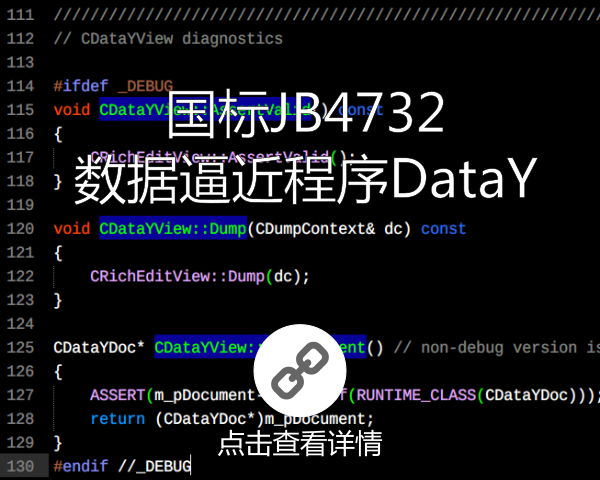 111 ////////////////////////////////////////////////////////////
112 // CDataYView diagnostics
113
114 #ifdef _DEBUG
115 void CDataYView::AssertValid() const
国标JB4732
116 {
117 CRichEditView::AssertValid();
数据逼近程序DataY
118 }
119
120 void CDataYView::Dump(CDumpContext& dc) const
121 {
122 CRichEditView::Dump(dc);
123 }
124
125 CDataYDoc* CDataYView:: ent() // non-debug version is
126 {
127 ASSERT(m_pDocument- f(RUNTIME_CLASS(CDataYDoc)));
128 return (CDataYDoc*)m_pDocument;
129 }
点击查看详情
130 #endif //_DEBUG